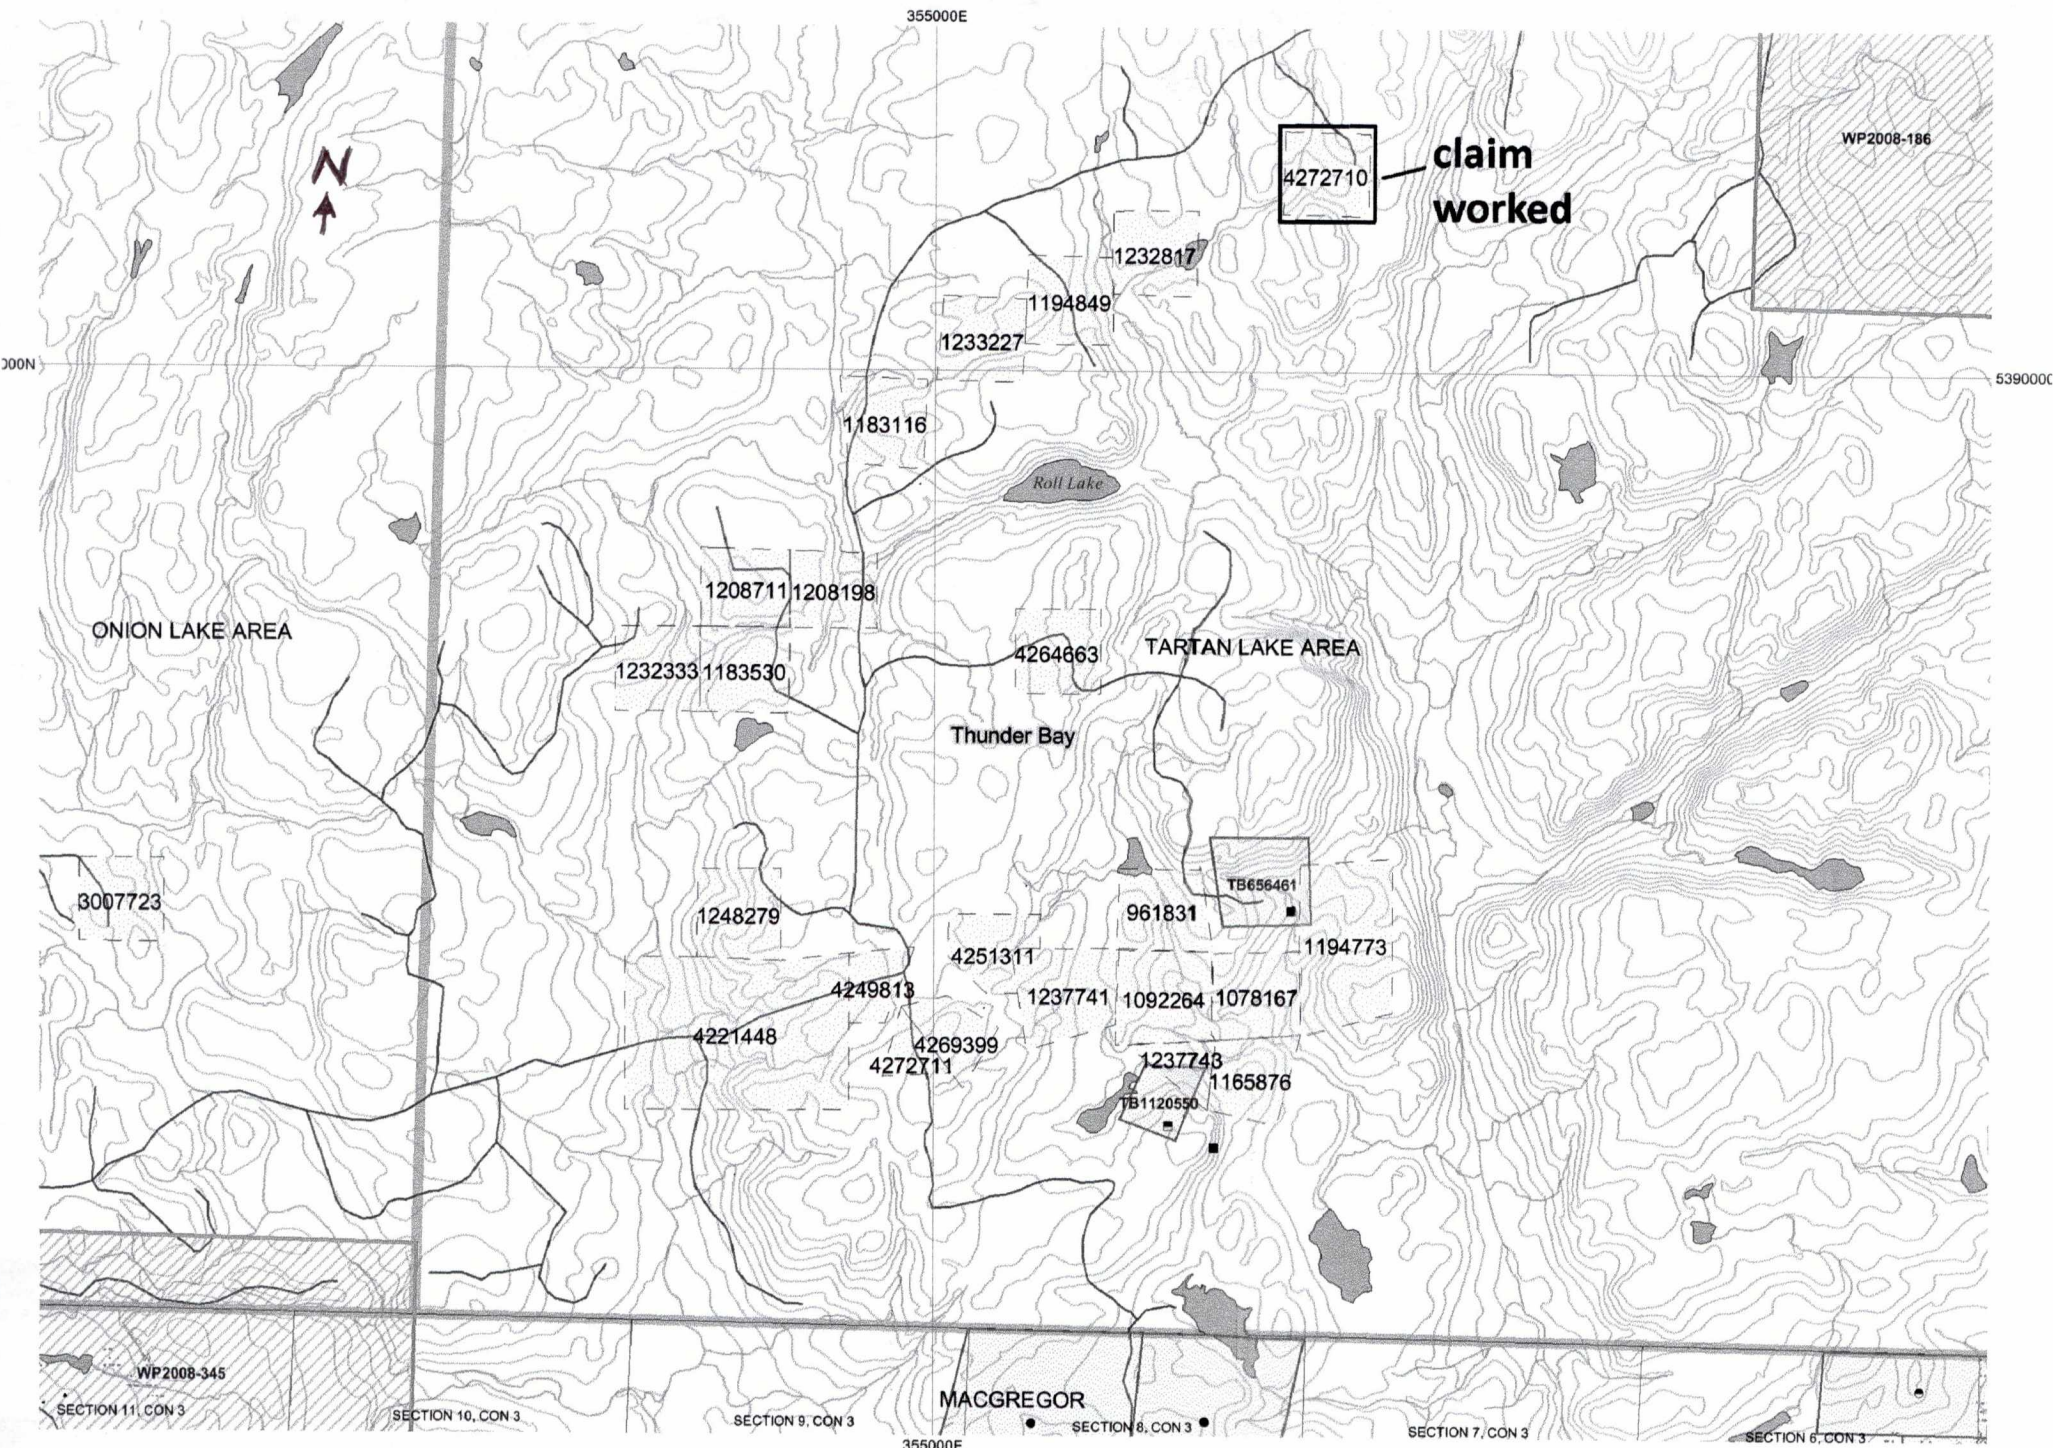 355000E
WP2008-186
N
claim
4272710
worked
1232817
1194849
1233227
000N
5390000
1183116
Roll Lake
1208711
1208198
ONION LAKE AREA
TARTAN LAKE AREA
4264663
1232333
1183530
Thunder Bay
TB656461
3007723
961831
1248279
1194773
4251311
4249813
1237741
1092264
1078167
4221448
4269399
1237743
4272711
1165876
TB1120550
WP2008-345
MACGREGOR
SECTION 11, CON 3
SECTION 10, CON 3
SECTION 9, CON 3
SECTION 8, CON 3
SECTION 7, CON 3
SECTION 6, CON 3
355000E